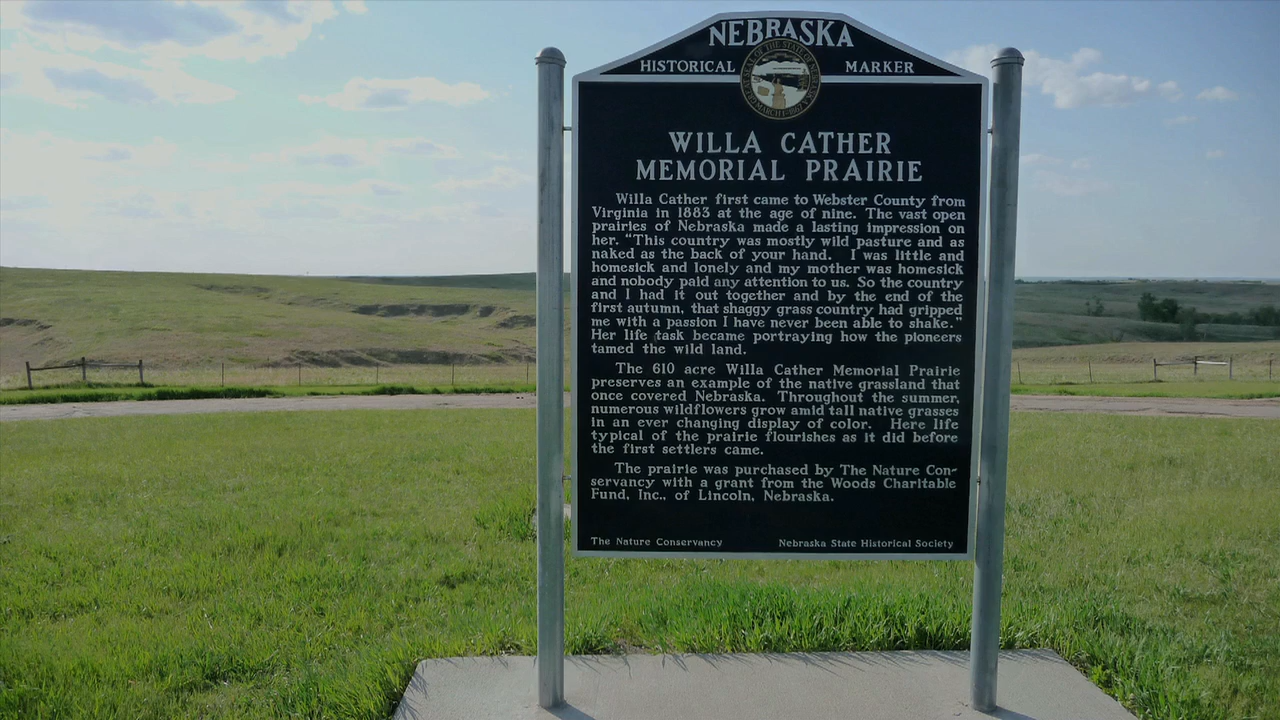 NEBRASKA
HISTORICAL MARKER
WILLA CATHER
MEMORIAL PRAIRIE
Willa Cather first came to Webster County from
Virginia in 1883 at the age of nine. The vast open
prairies of Nebraska made a lasting impression on
her. "This country was mostly wild pasture and as
naked as the back of your hand. I was little and
homesick and lonely and my mother was homesick
and nobody paid any attention to us. So the country
and I had it out together and by the end of the
first autumn, that shaggy grass country had gripped
me with a passion I have never been able to shake."
Her life task became portraying how the pioneers
tamed the wild land.
The 610 acre Willa Cather Memorial Prairie
preserves an example of the native grassland that
once covered Nebraska. Throughout the summer,
numerous wildflowers grow amid tall native grasses
in an ever changing display of color. Here life
typical of the prairie flourishes as it did before
the first settlers came.
The prairie was purchased by The Nature Con-
servancy with a grant from the Woods Charitable
Fund, Inc., of Lincoln, Nebraska.
The Nature Conservancy Nebraska State Historical Society